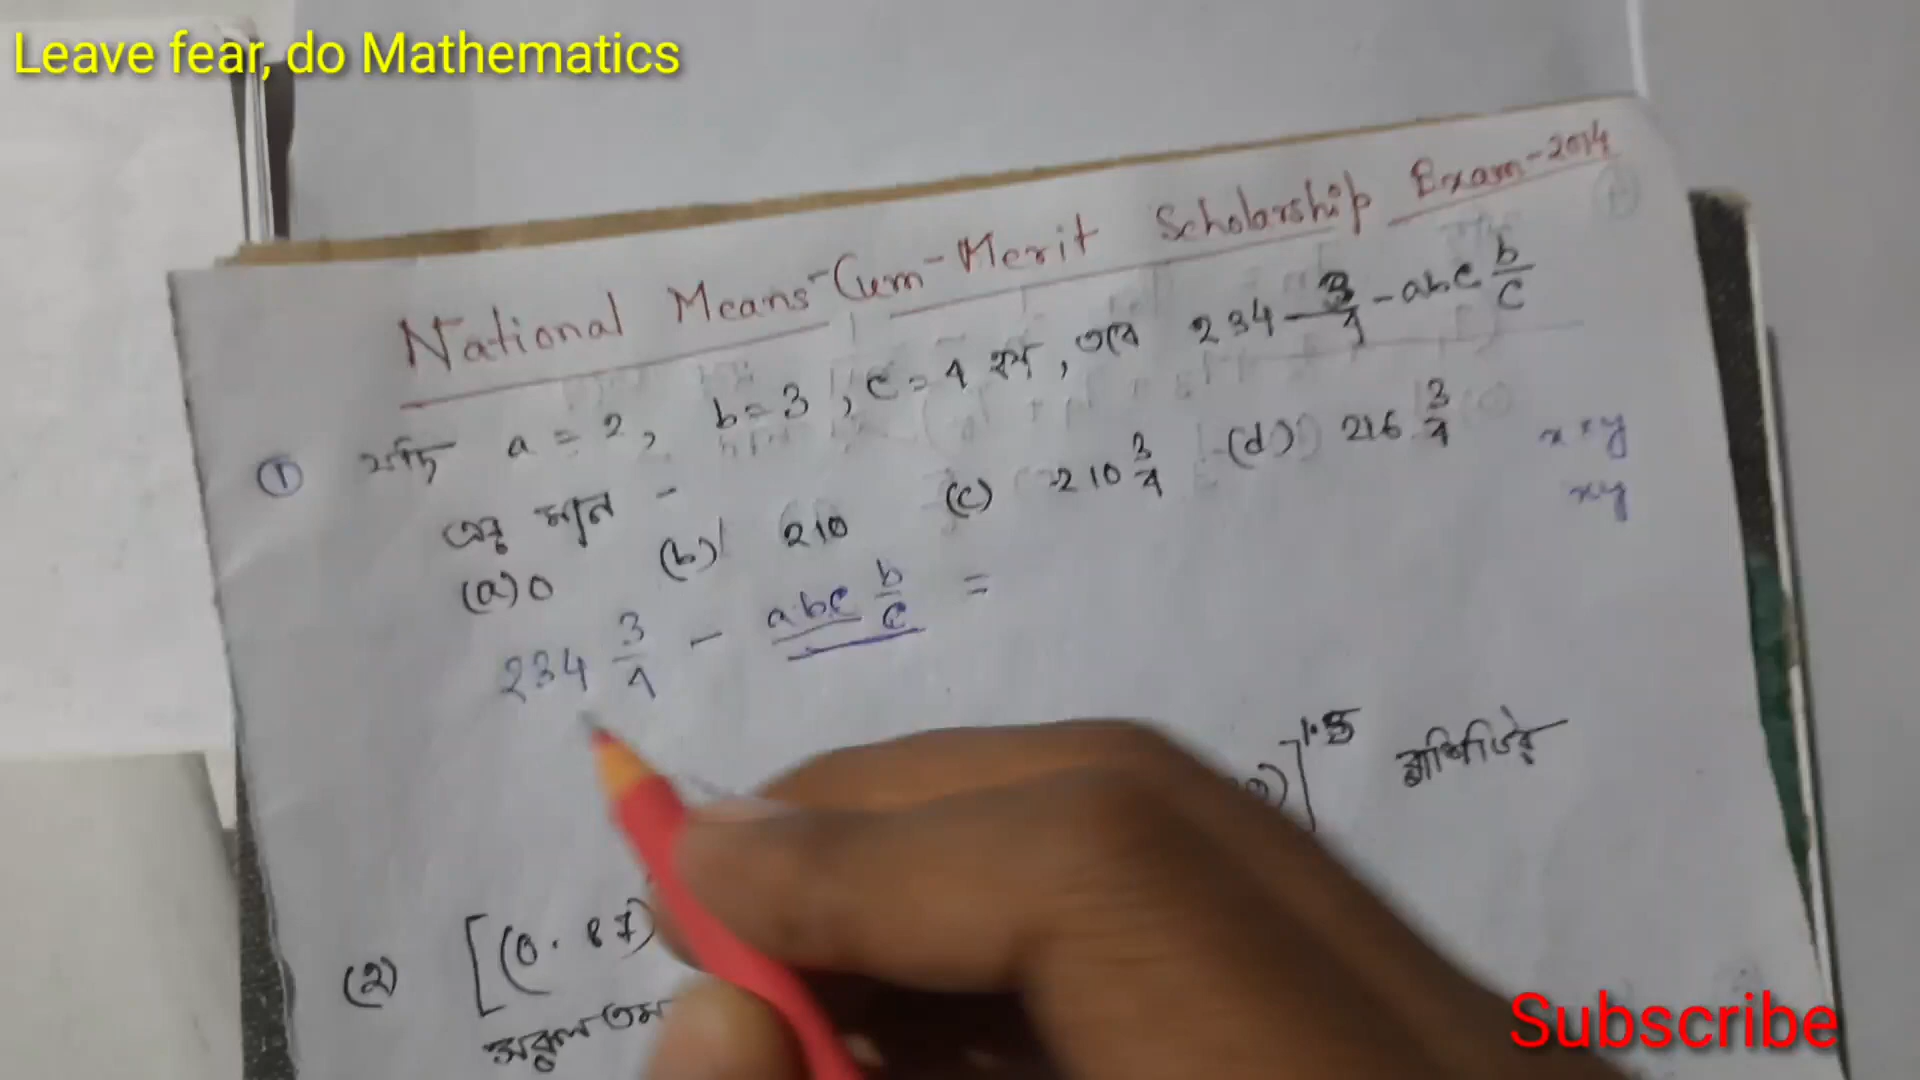 Leave fear, do Mathematics
National Means-Cum-Merit Scholarship Exam-2014
① যদি a = 2, b = 3, c = 4 হয়, তবে 234 3/4 - abc b/c
এর মান -
(a) 0 (b) 210 (c) 210 3/4 (d) 216 3/4
x × y
xy
234 3/4 - abc b/c =
(২) [(0.87) ]1.5 রাশিটির
সরলতম
Subscribe